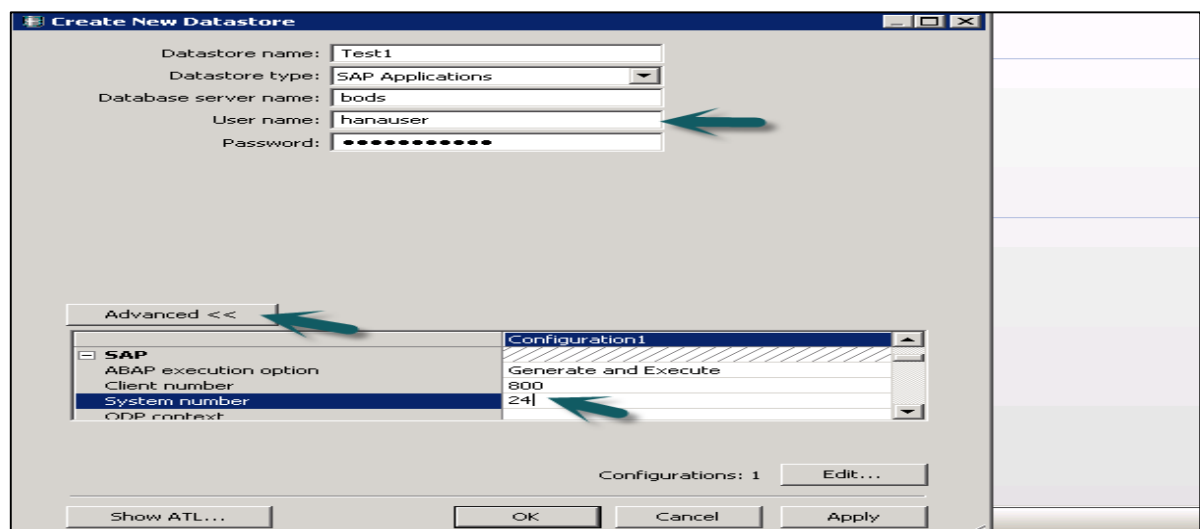 Create New Datastore
Datastore name: Test1
Datastore type: SAP Applications
Database server name: bods
User name: hanauser
Password: ●●●●●●●●●●●
Advanced <<
Configuration1
SAP
ABAP execution option Generate and Execute
Client number 800
System number 24
ODP context
Configurations: 1 Edit...
Show ATL... OK Cancel Apply